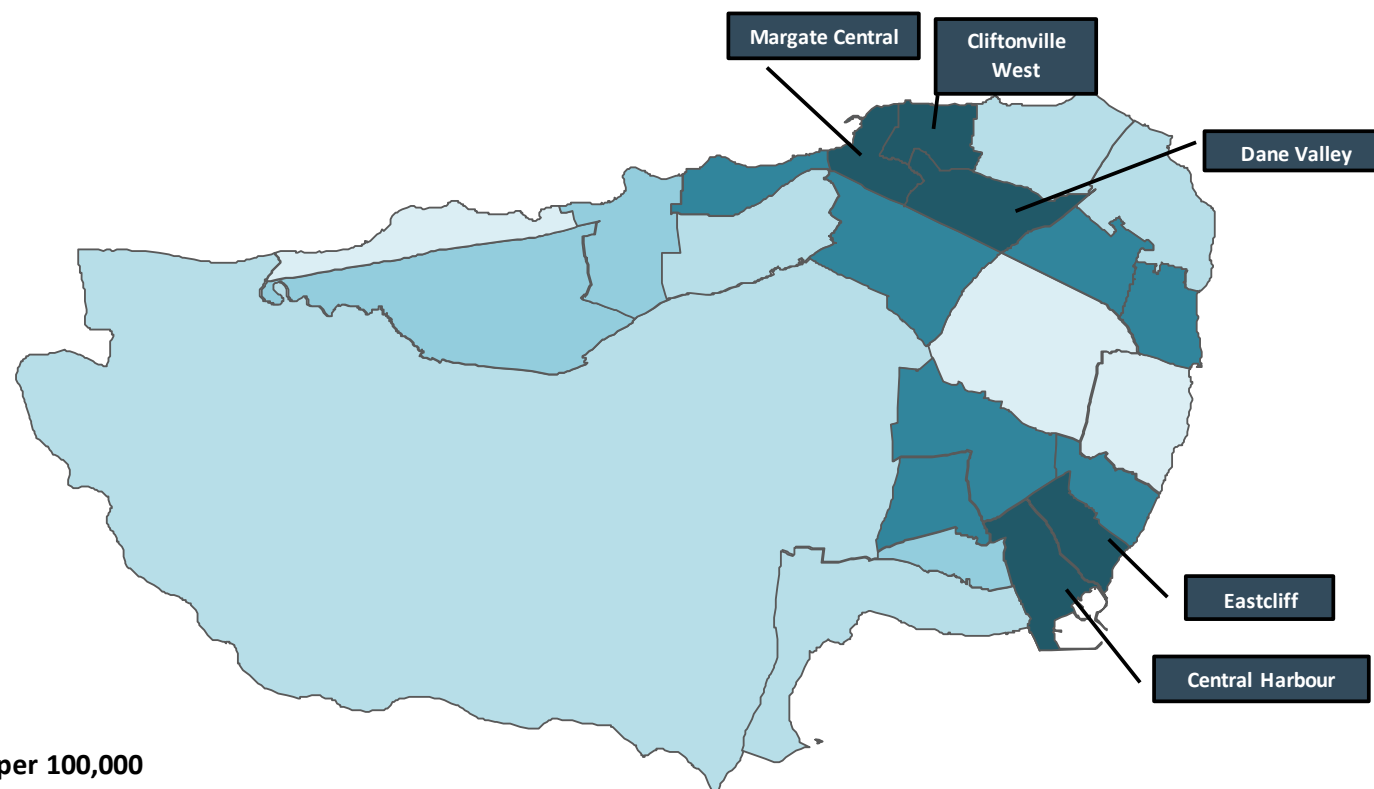 Margate Central
Cliftonville
West
Dane Valley
Eastcliff
Central Harbour
per 100,000